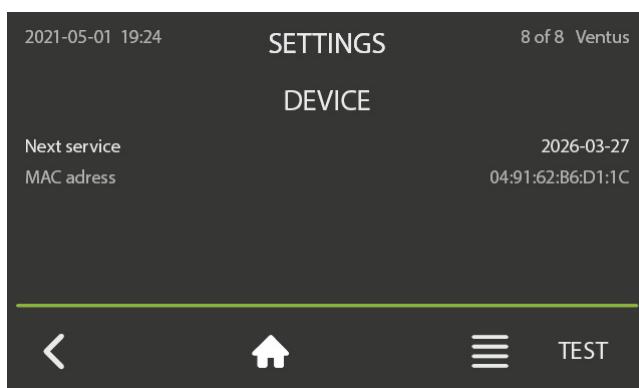 2021-05-01 19:24 SETTINGS 8 of 8 Ventus
DEVICE
Next service 2026-03-27
MAC adress 04:91:62:B6:D1:1C
TEST